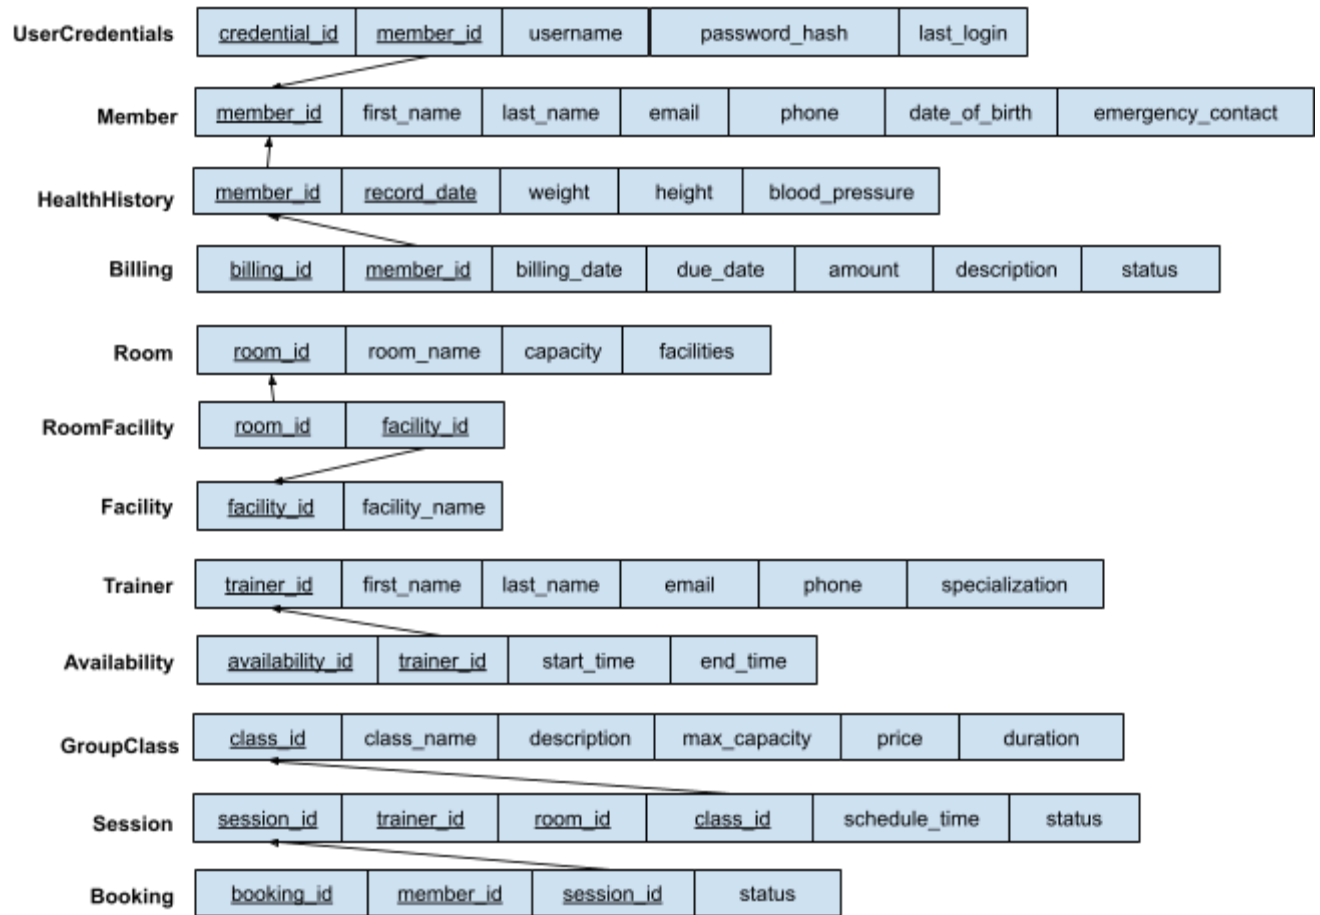 UserCredentials credential_id member_id username password_hash last_login
Member member_id first_name last_name email phone date_of_birth emergency_contact
HealthHistory member_id record_date weight height blood_pressure
Billing billing_id member_id billing_date due_date amount description status
Room room_id room_name capacity facilities
RoomFacility room_id facility_id
Facility facility_id facility_name
Trainer trainer_id first_name last_name email phone specialization
Availability availability_id trainer_id start_time end_time
GroupClass class_id class_name description max_capacity price duration
Session session_id trainer_id room_id class_id schedule_time status
Booking booking_id member_id session_id status